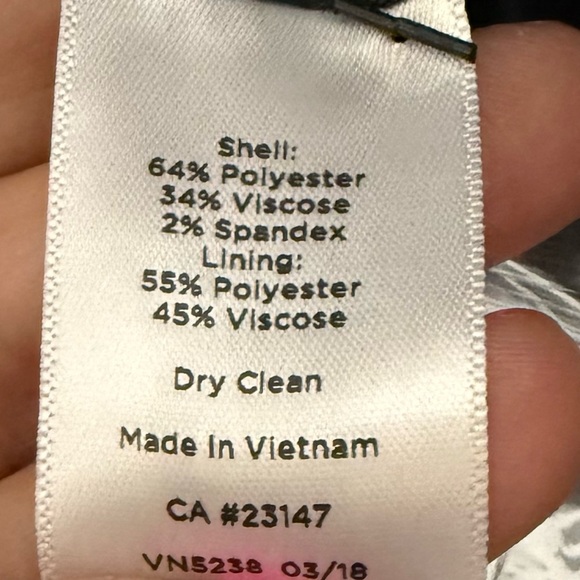 Shell:
64% Polyester
34% Viscose
2% Spandex
Lining:
55% Polyester
45% Viscose
Dry Clean
Made In Vietnam
CA #23147
VN5238 03/18